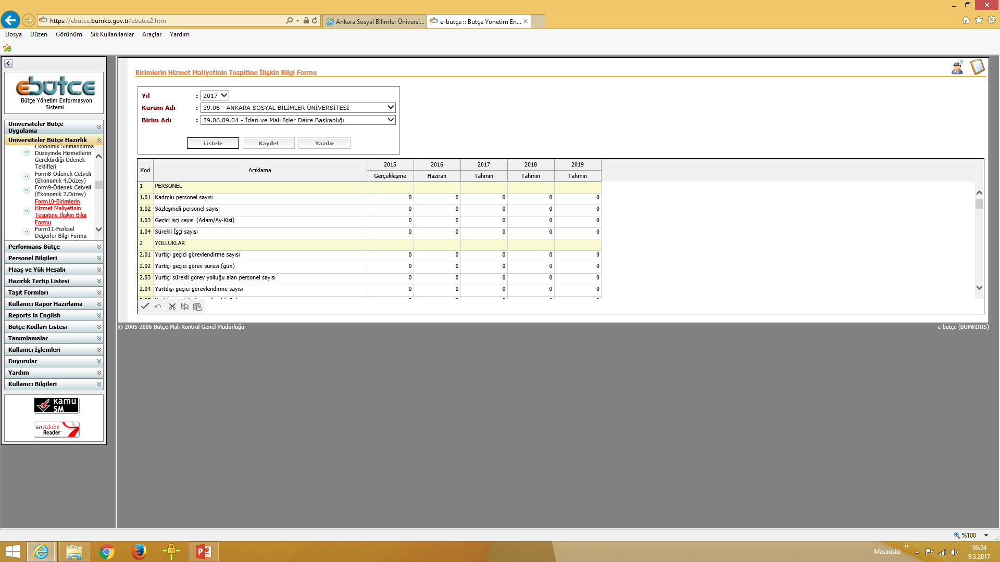 https://ebutce.bumko.gov.tr/ebutce2.htm
Ankara Sosyal Bilimler Üniversi...
e-bütçe :: Bütçe Yönetim En...
Dosya Düzen Görünüm Sık Kullanılanlar Araçlar Yardım
ebütce
Bütçe Yönetim Enformasyon
Sistemi
Üniversiteler Bütçe
Uygulama
Üniversiteler Bütçe Hazırlık
Ekonomik Sınıflandırma
Düzeyinde Hizmetlerin
Gerektirdiği Ödenek
Teklifleri
Form8-Ödenek Cetveli
(Ekonomik 4.Düzey)
Form9-Ödenek Cetveli
(Ekonomik 2.Düzey)
Form10-Birimlerin
Hizmet Maliyetinin
Tespitine İlişkin Bilgi
Formu
Form11-Fiziksel
Değerler Bilgi Formu
Performans Bütçe
Personel Bilgileri
Maaş ve Yük Hesabı
Hazırlık Tertip Listesi
Taşıt Formları
Kullanıcı Rapor Hazırlama
Reports in English
Bütçe Kodları Listesi
Tanımlamalar
Kullanıcı İşlemleri
Duyurular
Yardım
Kullanıcı Bilgileri
Kamu
SM
Get Adobe
Reader
Birimlerin Hizmet Maliyetinin Tespitine İlişkin Bilgi Formu
Yıl : 2017
Kurum Adı : 39.06 - ANKARA SOSYAL BİLİMLER ÜNİVERSİTESİ
Birim Adı : 39.06.09.04 - İdari ve Mali İşler Daire Başkanlığı
Listele Kaydet Yazdır
Kod Açıklama 2015 2016 2017 2018 2019
Gerçekleşme Haziran Tahmin Tahmin Tahmin
1 PERSONEL
1.01 Kadrolu personel sayısı 0 0 0 0 0
1.02 Sözleşmeli personel sayısı 0 0 0 0 0
1.03 Geçici işçi sayısı (Adam/Ay-Kişi) 0 0 0 0 0
1.04 Sürekli İşçi sayısı 0 0 0 0 0
2 YOLLUKLAR
2.01 Yurtiçi geçici görevlendirme sayısı 0 0 0 0 0
2.02 Yurtiçi geçici görev süresi (gün) 0 0 0 0 0
2.03 Yurtiçi sürekli görev yolluğu alan personel sayısı 0 0 0 0 0
2.04 Yurtdışı geçici görevlendirme sayısı 0 0 0 0 0
© 2005-2006 Bütçe Mali Kontrol Genel Müdürlüğü
e-bütçe (BUMKOIIS)
%100
Masaüstü
09:24
9.3.2017